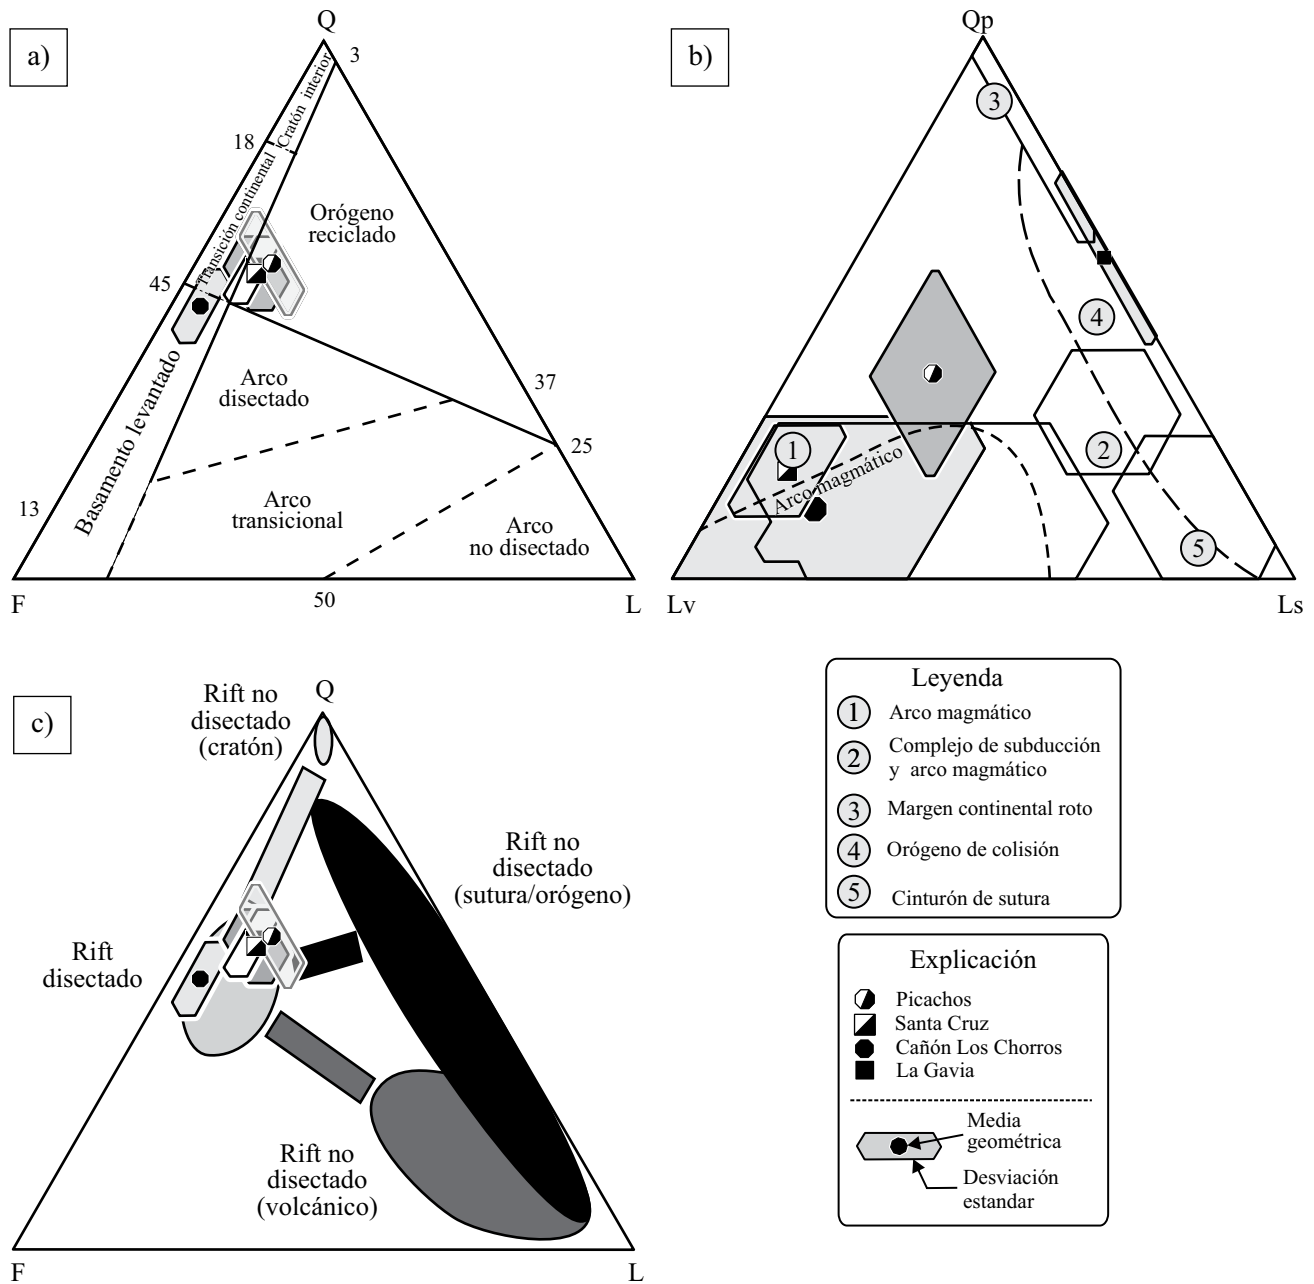 a)
Q
3
18
Cratón interior
Transición continental
Orógeno
reciclado
45
Basamento levantado
Arco
disectado
37
25
Arco
transicional
Arco
no disectado
13
F
50
L
b)
Qp
3
4
1
2
Arco magmático
5
Lv
Ls
c)
Rift no
disectado
(cratón)
Q
Rift no
disectado
(sutura/orógeno)
Rift
disectado
Rift no
disectado
(volcánico)
F
L
Leyenda
1 Arco magmático
2 Complejo de subducción
y arco magmático
3 Margen continental roto
4 Orógeno de colisión
5 Cinturón de sutura
Explicación
Picachos
Santa Cruz
Cañón Los Chorros
La Gavia
Media
geométrica
Desviación
estandar